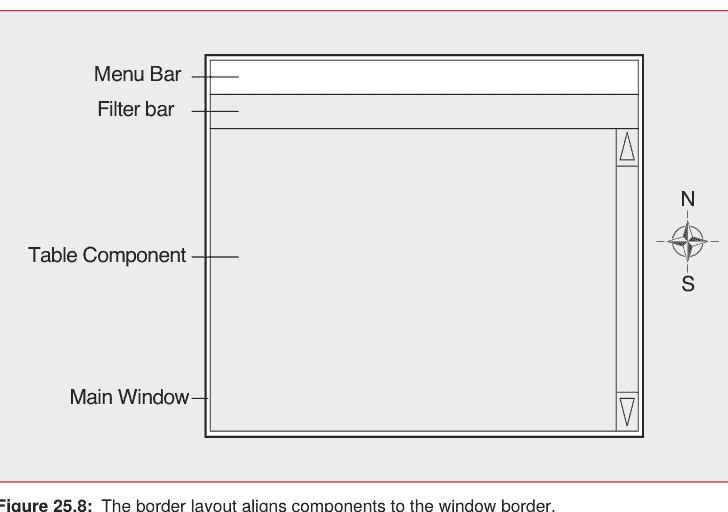 Menu Bar
Filter bar
N
Table Component
S
Main Window
Figure 25.8: The border layout aligns components to the window border.